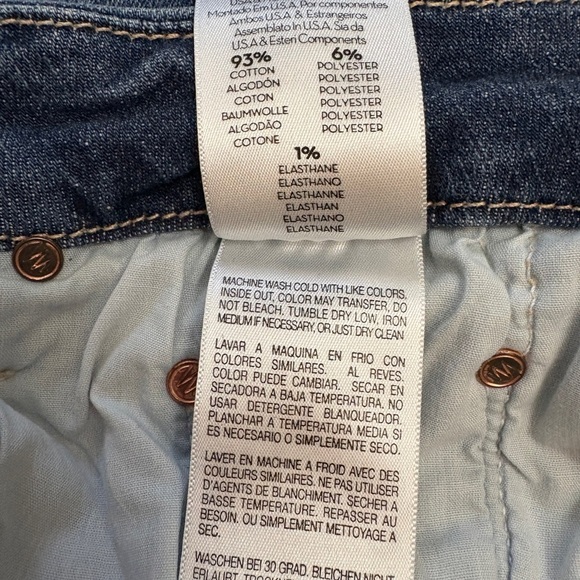 Montado Em U.S.A. Por componentes
Ambos U.S.A & Estrangeiros
Assemblato In U.S.A. Sia da
U.S.A & Esteri Components
93%
COTTON
ALGODÓN
COTON
BAUMWOLLE
ALGODÃO
COTONE
6%
POLYESTER
POLYESTER
POLYESTER
POLYESTER
POLYESTER
POLYESTER
1%
ELASTHANE
ELASTHANO
ELASTHANNE
ELASTHAN
ELASTHANO
ELASTHANE
MACHINE WASH COLD WITH LIKE COLORS,
INSIDE OUT, COLOR MAY TRANSFER, DO
NOT BLEACH. TUMBLE DRY LOW, IRON
MEDIUM IF NECESSARY, OR JUST DRY CLEAN
LAVAR A MAQUINA EN FRIO CON
COLORES SIMILARES. AL REVES.
COLOR PUEDE CAMBIAR. SECAR EN
SECADORA A BAJA TEMPERATURA. NO
USAR DETERGENTE BLANQUEADOR.
PLANCHAR A TEMPERATURA MEDIA SI
ES NECESARIO O SIMPLEMENTE SECO.
LAVER EN MACHINE A FROID AVEC DES
COULEURS SIMILAIRES. NE PAS UTILISER
D'AGENTS DE BLANCHIMENT, SECHER A
BASSE TEMPERATURE. REPASSER AU
BESOIN. OU SIMPLEMENT METTOYAGE A
SEC.
WASCHEN BEI 30 GRAD. BLEICHEN NICHT